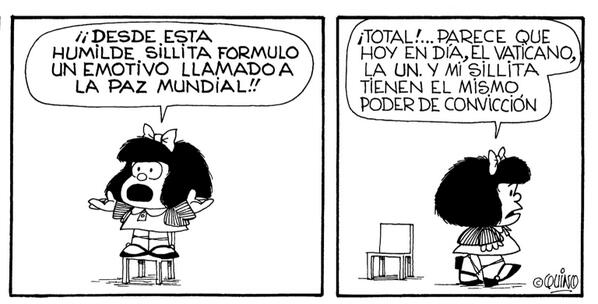 ¡¡DESDE ESTA
HUMILDE SILLITA FORMULO
UN EMOTIVO LLAMADO A
LA PAZ MUNDIAL!!
¡TOTAL!... PARECE QUE
HOY EN DÍA, EL VATICANO,
LA UN. Y MI SILLITA
TIENEN EL MISMO
PODER DE CONVICCIÓN
© QUINO